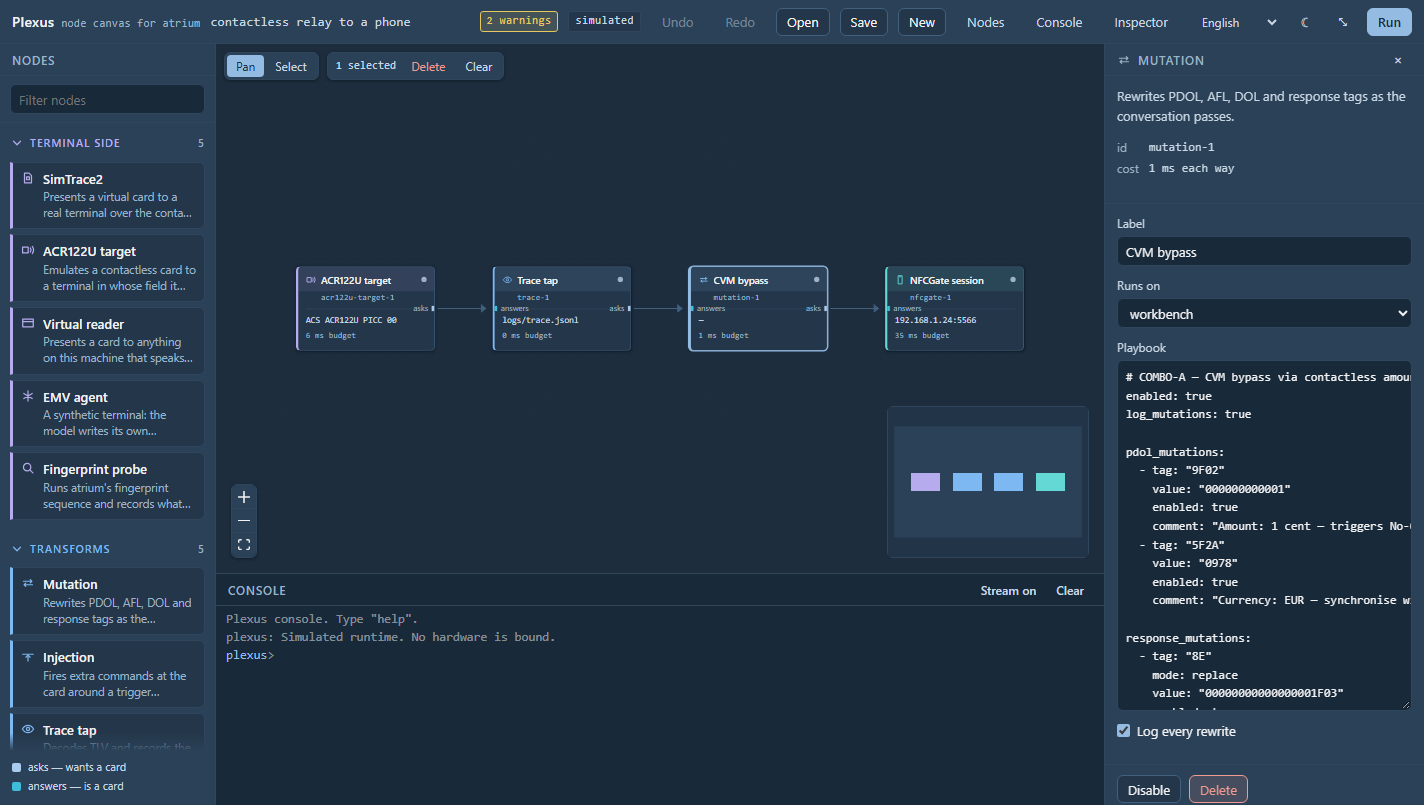 Plexus node canvas for atrium contactless relay to a phone 2 warnings simulated Undo Redo Open Save New Nodes Console Inspector English Run
NODES
Filter nodes
TERMINAL SIDE 5
SimTrace2
Presents a virtual card to a
real terminal over the conta...
ACR122U target
Emulates a contactless card to
a terminal in whose field it...
Virtual reader
Presents a card to anything
on this machine that speaks...
EMV agent
A synthetic terminal: the
model writes its own...
Fingerprint probe
Runs atrium's fingerprint
sequence and records what...
TRANSFORMS 5
Mutation
Rewrites PDOL, AFL, DOL and
response tags as the...
Injection
Fires extra commands at the
card around a trigger...
Trace tap
Decodes TLV and records the
asks — wants a card
answers — is a card
Pan Select 1 selected Delete Clear
ACR122U target
acr122u-target-1
asks
ACS ACR122U PICC 00
6 ms budget
Trace tap
trace-1
answers asks
logs/trace.jsonl
0 ms budget
CVM bypass
mutation-1
answers asks
—
1 ms budget
NFCGate session
nfcgate-1
answers
192.168.1.24:5566
35 ms budget
CONSOLE Stream on Clear
Plexus console. Type "help".
plexus: Simulated runtime. No hardware is bound.
plexus>
MUTATION
Rewrites PDOL, AFL, DOL and response tags as the
conversation passes.
id mutation-1
cost 1 ms each way
Label
CVM bypass
Runs on
workbench
Playbook
# COMBO-A — CVM bypass via contactless amou
enabled: true
log_mutations: true
pdol_mutations:
- tag: "9F02"
value: "000000000001"
enabled: true
comment: "Amount: 1 cent — triggers No-
- tag: "5F2A"
value: "0978"
enabled: true
comment: "Currency: EUR — synchronise w
response_mutations:
- tag: "8E"
mode: replace
value: "00000000000000001F03"
Log every rewrite
Disable Delete